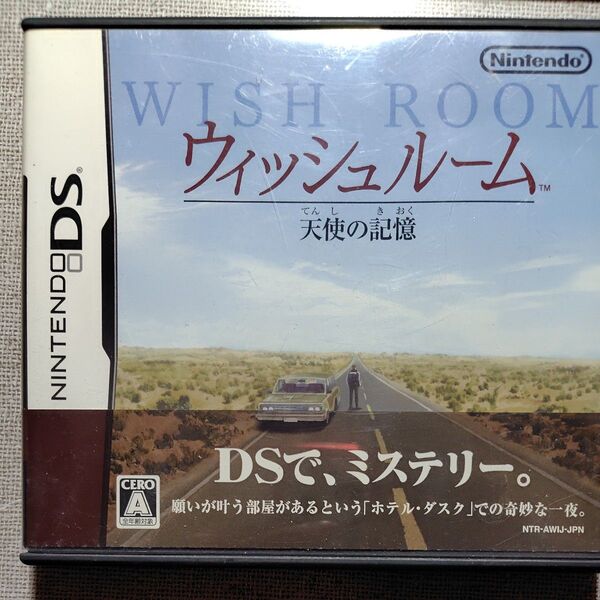 Nintendo
WISH ROOM
ウィッシュルーム™
てんし きおく
天使の記憶
NINTENDO DS®
DSで、ミステリー。
CERO
A
全年齢対象
願いが叶う部屋があるという「ホテル・ダスク」での奇妙な一夜。
NTR-AWIJ-JPN